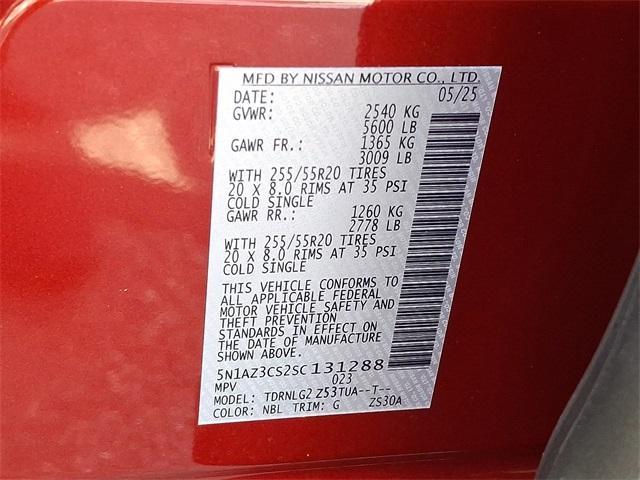 MFD BY NISSAN MOTOR CO., LTD.
DATE: 05/25
GVWR: 2540 KG
5600 LB
GAWR FR.: 1365 KG
3009 LB
WITH 255/55R20 TIRES
20 X 8.0 RIMS AT 35 PSI
COLD SINGLE
GAWR RR.: 1260 KG
2778 LB
WITH 255/55R20 TIRES
20 X 8.0 RIMS AT 35 PSI
COLD SINGLE
THIS VEHICLE CONFORMS TO
ALL APPLICABLE FEDERAL
MOTOR VEHICLE SAFETY AND
THEFT PREVENTION
STANDARDS IN EFFECT ON
THE DATE OF MANUFACTURE
SHOWN ABOVE.
5N1AZ3CS2SC131288
MPV 023
MODEL: TDRNLG2 Z53TUA--T--
COLOR: NBL TRIM: G ZS30A